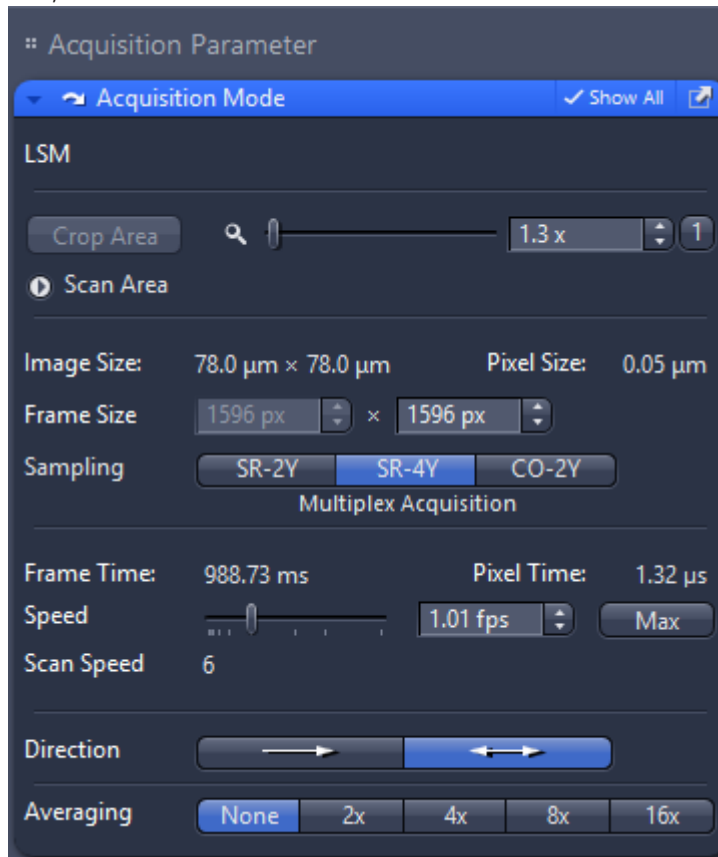 Acquisition Parameter
Acquisition Mode Show All
LSM
Crop Area 1.3 x 1
Scan Area
Image Size: 78.0 µm × 78.0 µm Pixel Size: 0.05 µm
Frame Size 1596 px × 1596 px
Sampling SR-2Y SR-4Y CO-2Y
Multiplex Acquisition
Frame Time: 988.73 ms Pixel Time: 1.32 µs
Speed 1.01 fps Max
Scan Speed 6
Direction
Averaging None 2x 4x 8x 16x